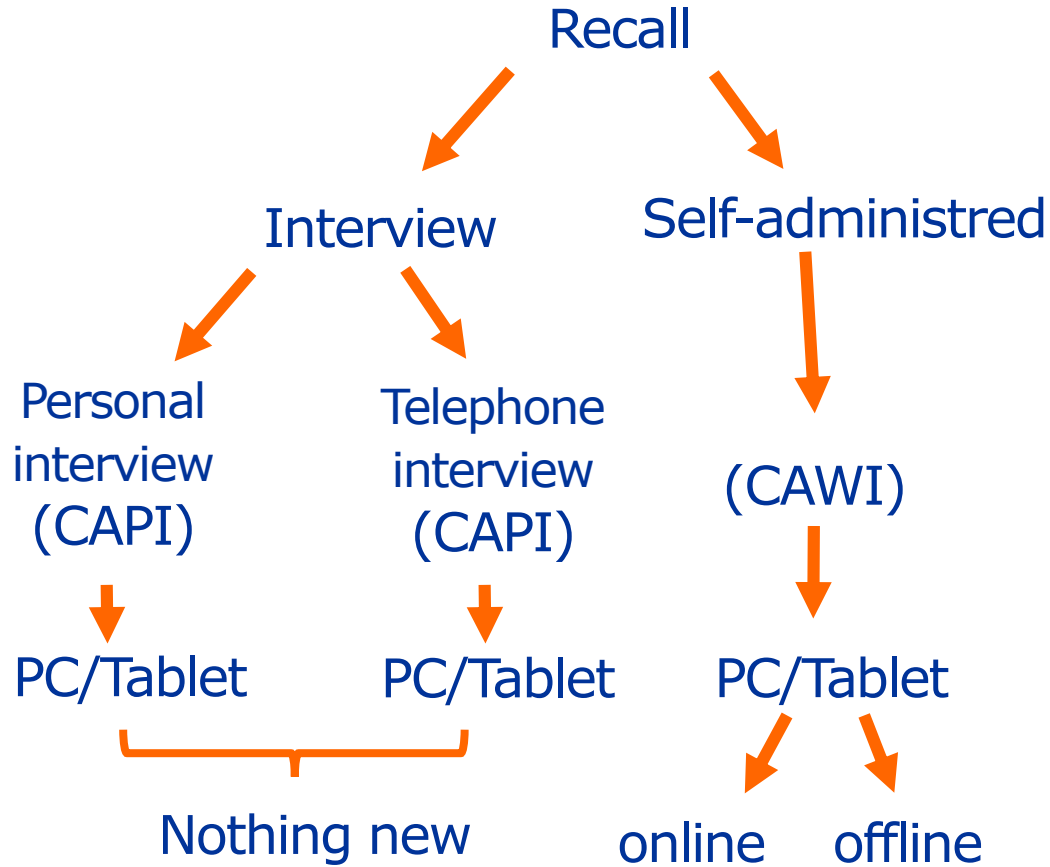 Recall
Interview
Self-administred
Personal
interview
(CAPI)
Telephone
interview
(CAPI)
(CAWI)
PC/Tablet
PC/Tablet
PC/Tablet
Nothing new
online
offline